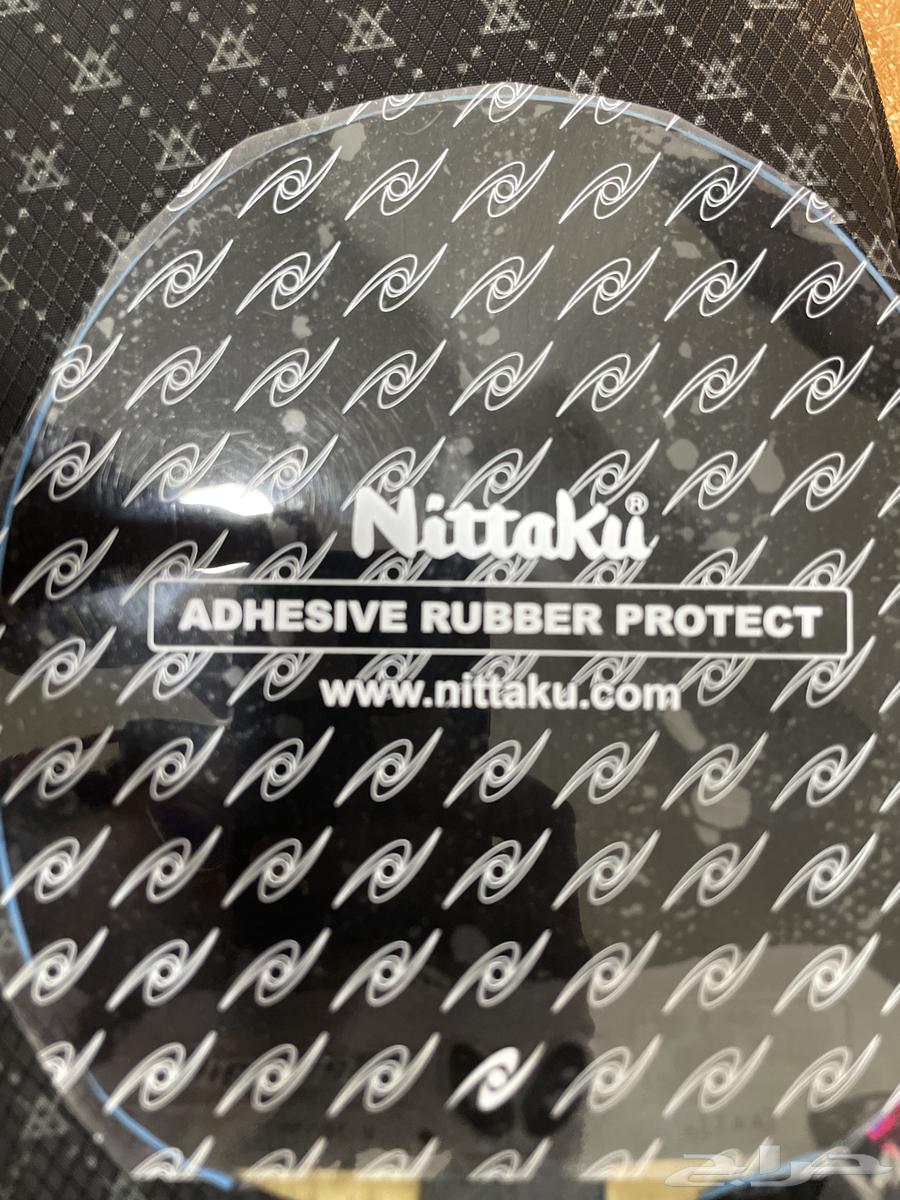 Nittaku®
ADHESIVE RUBBER PROTECT
www.nittaku.com
حراج